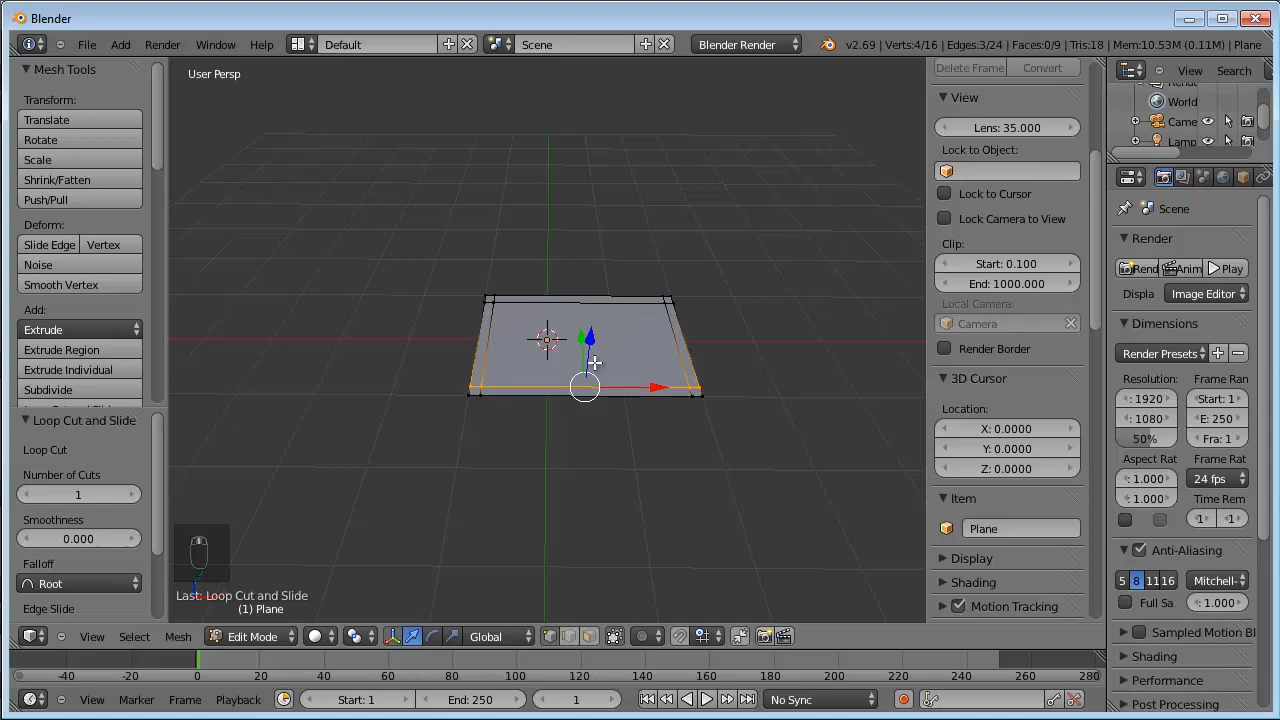 Blender
File Add Render Window Help Default Scene Blender Render v2.69 | Verts:4/16 | Edges:3/24 | Faces:0/9 | Tris:18 | Mem:10.53M (0.11M) | Plane
Mesh Tools
Transform:
Translate
Rotate
Scale
Shrink/Fatten
Push/Pull
Deform:
Slide Edge Vertex
Noise
Smooth Vertex
Add:
Extrude
Extrude Region
Extrude Individual
Subdivide
Loop Cut and Slide
Loop Cut
Number of Cuts
1
Smoothness
0.000
Falloff
Root
Edge Slide
User Persp
Last: Loop Cut and Slide
(1) Plane
Delete Frame Convert
View
Lens: 35.000
Lock to Object:
Lock to Cursor
Lock Camera to View
Clip:
Start: 0.100
End: 1000.000
Local Camera:
Camera
Render Border
3D Cursor
Location:
X: 0.0000
Y: 0.0000
Z: 0.0000
Item
Plane
Display
Shading
Motion Tracking
View Search
World
Came
Lamp
Scene
Render
Rend Anim Play
Displa Image Editor
Dimensions
Render Presets
Resolution: Frame Ran
: 1920 Start: 1
: 1080 E: 250
50% Fra: 1
Aspect Rat Frame Rat
: 1.000 24 fps
: 1.000 Time Rem
1 1
Anti-Aliasing
5 8 11 16 Mitchell-
Full Sa : 1.000
Sampled Motion Bl
Shading
Performance
Post Processing
View Select Mesh Edit Mode Global
-40 -20 0 20 40 60 80 100 120 140 160 180 200 220 240 260 280
View Marker Frame Playback Start: 1 End: 250 1 No Sync